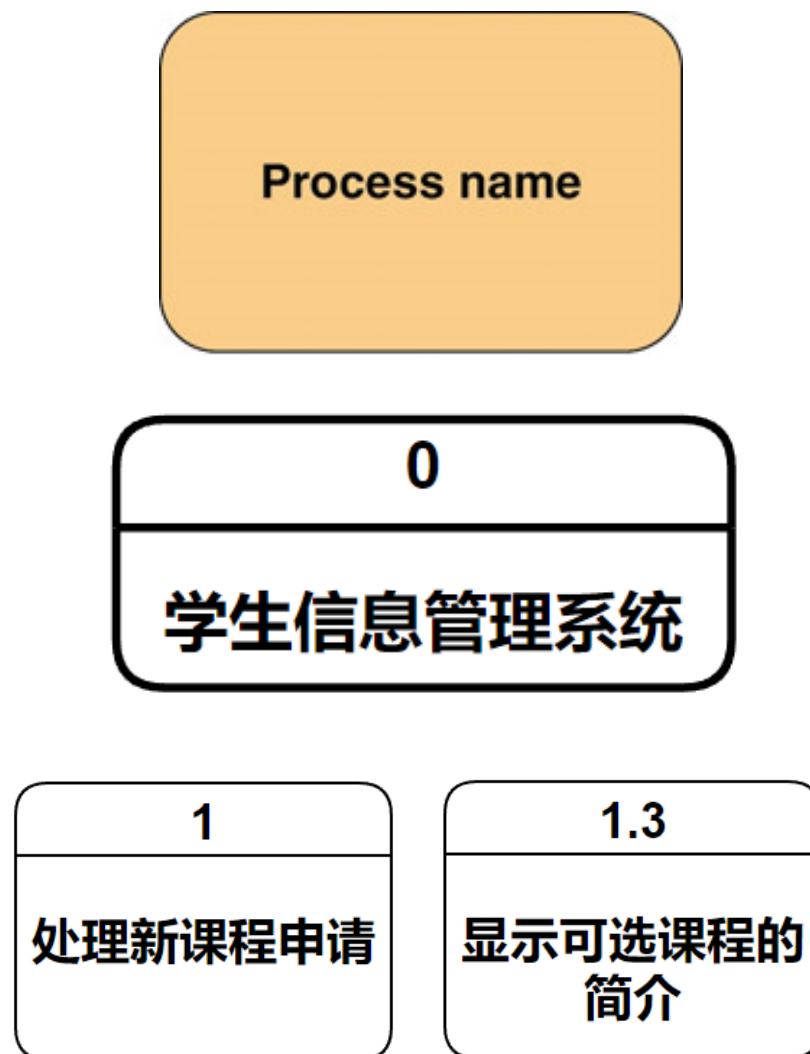 Process name
0
学生信息管理系统
1
处理新课程申请
1.3
显示可选课程的
简介